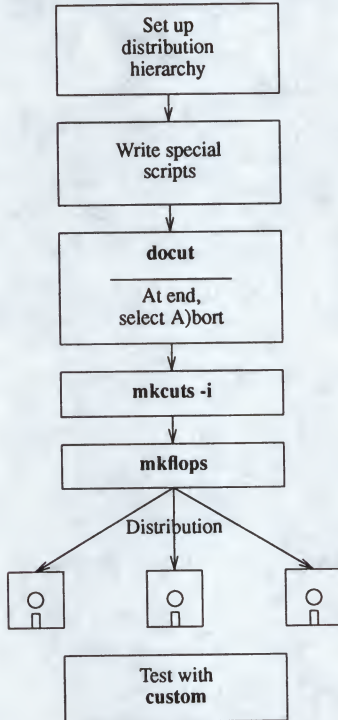 Set up
distribution
hierarchy
Write special
scripts
docut
At end,
select A)bort
mkcuts -i
mkflops
Distribution
Test with
custom